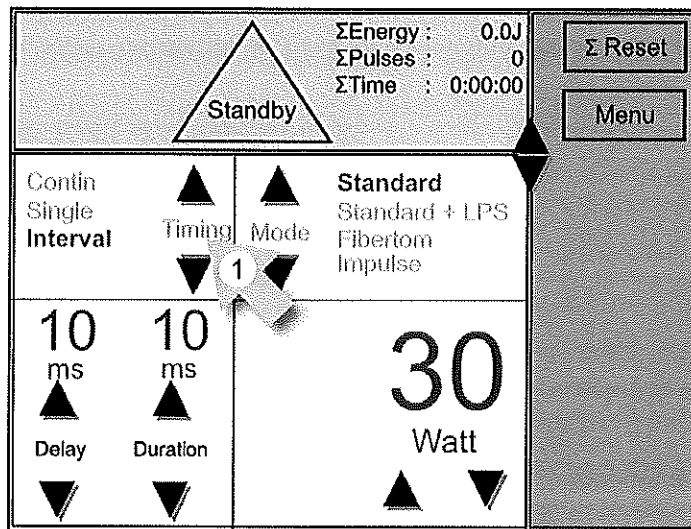 ΣEnergy : 0.0J
ΣPulses : 0
ΣTime : 0:00:00
Standby
Σ Reset
Menu
Contin
Single
Interval
Timing
Mode
Standard
Standard + LPS
Fibertom
Impulse
1
10 10
ms ms
Delay Duration
30
Watt